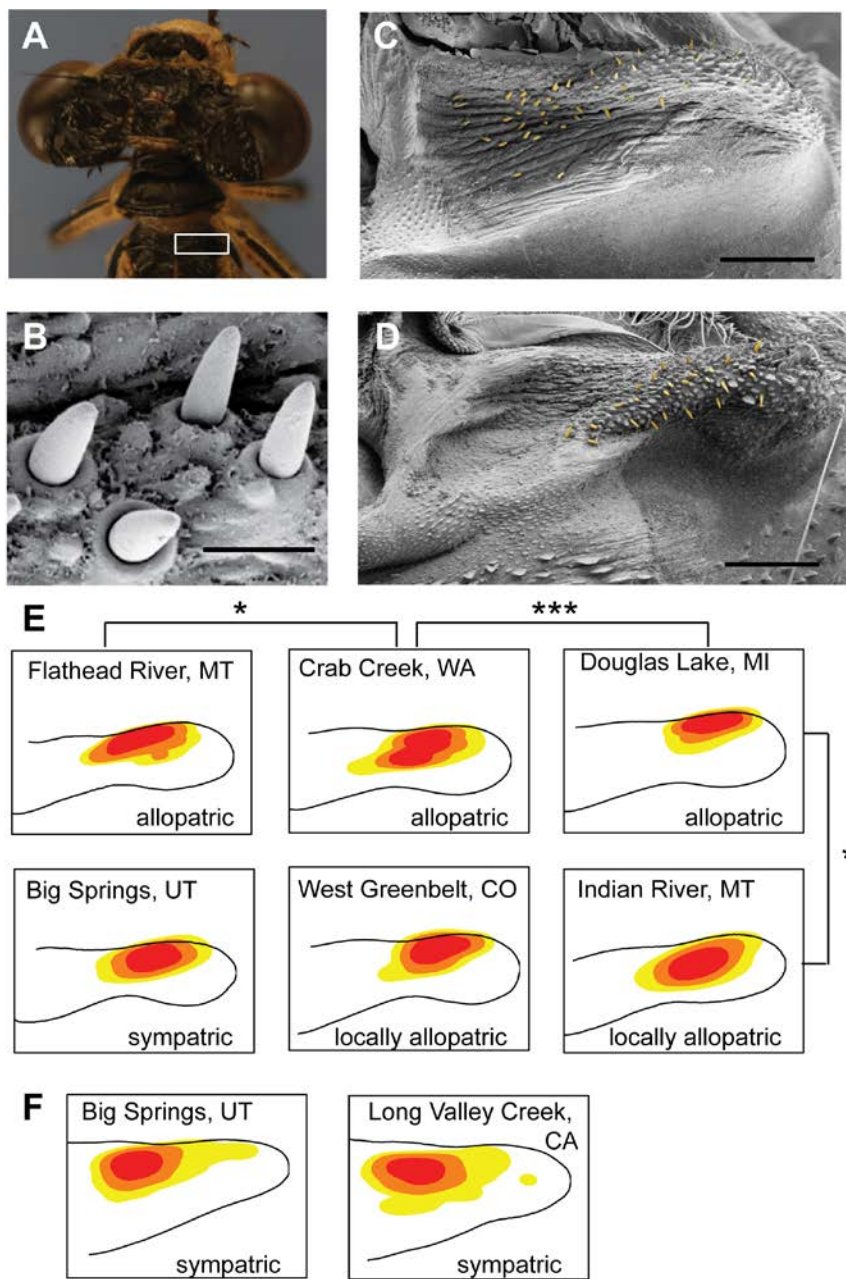 A
C
B
D
E
*
***
Flathead River, MT
Crab Creek, WA
Douglas Lake, MI
allopatric
allopatric
allopatric
*
Big Springs, UT
West Greenbelt, CO
Indian River, MT
sympatric
locally allopatric
locally allopatric
F
Big Springs, UT
Long Valley Creek,
CA
sympatric
sympatric